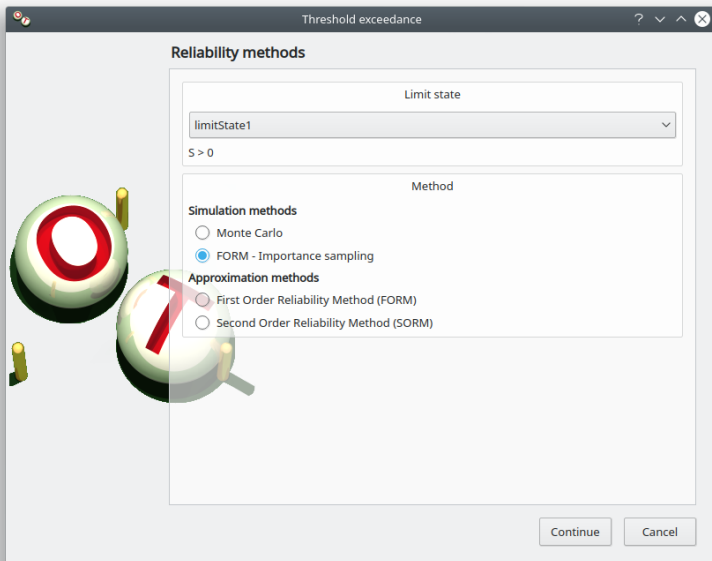 Threshold exceedance
Reliability methods
Limit state
limitState1
S > 0
Method
Simulation methods
Monte Carlo
FORM - Importance sampling
Approximation methods
First Order Reliability Method (FORM)
Second Order Reliability Method (SORM)
O
T
Continue
Cancel